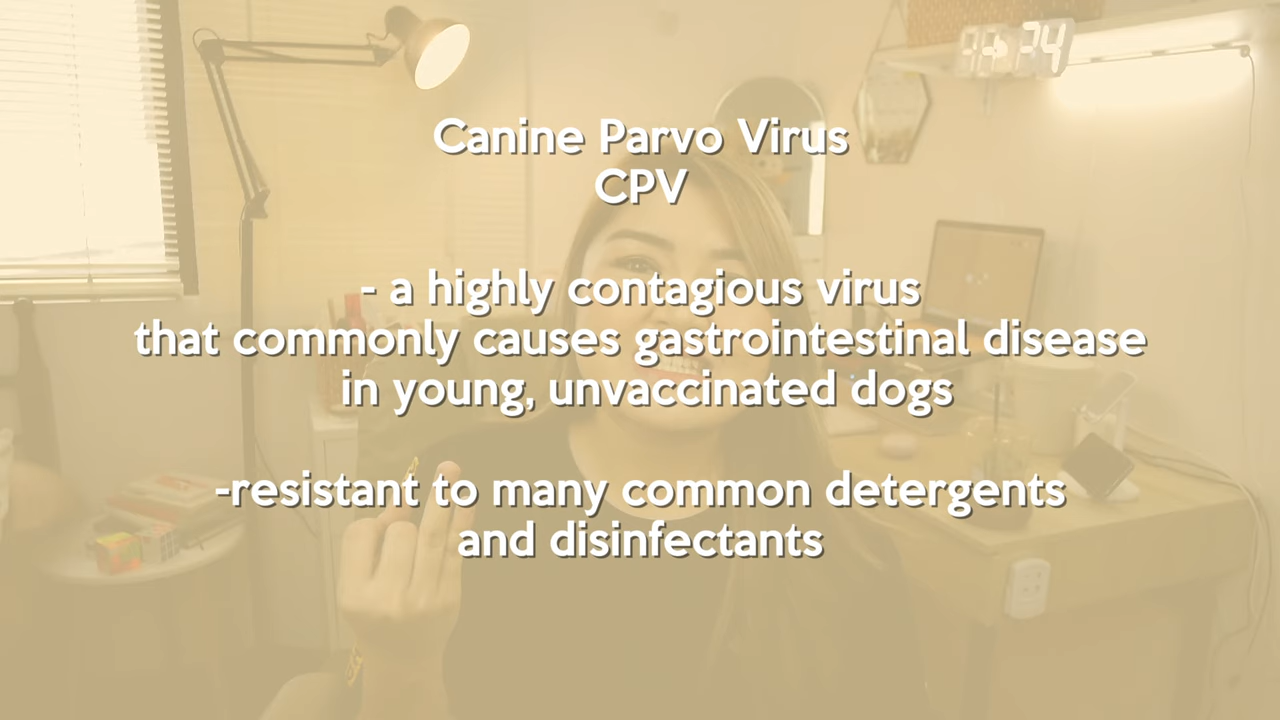 Canine Parvo Virus
CPV
- a highly contagious virus
that commonly causes gastrointestinal disease
in young, unvaccinated dogs
-resistant to many common detergents
and disinfectants